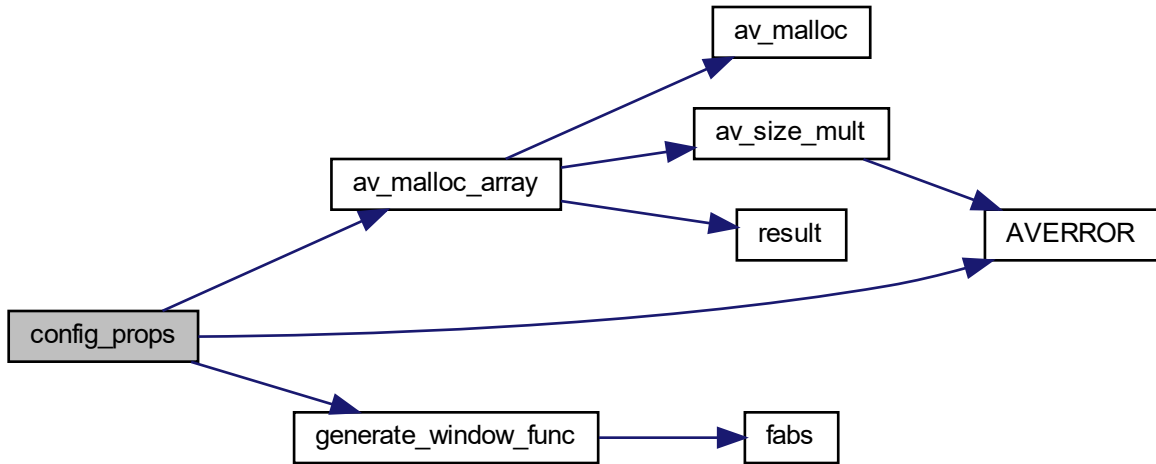 av_malloc
av_size_mult
av_malloc_array
result
AVERROR
config_props
generate_window_func
fabs